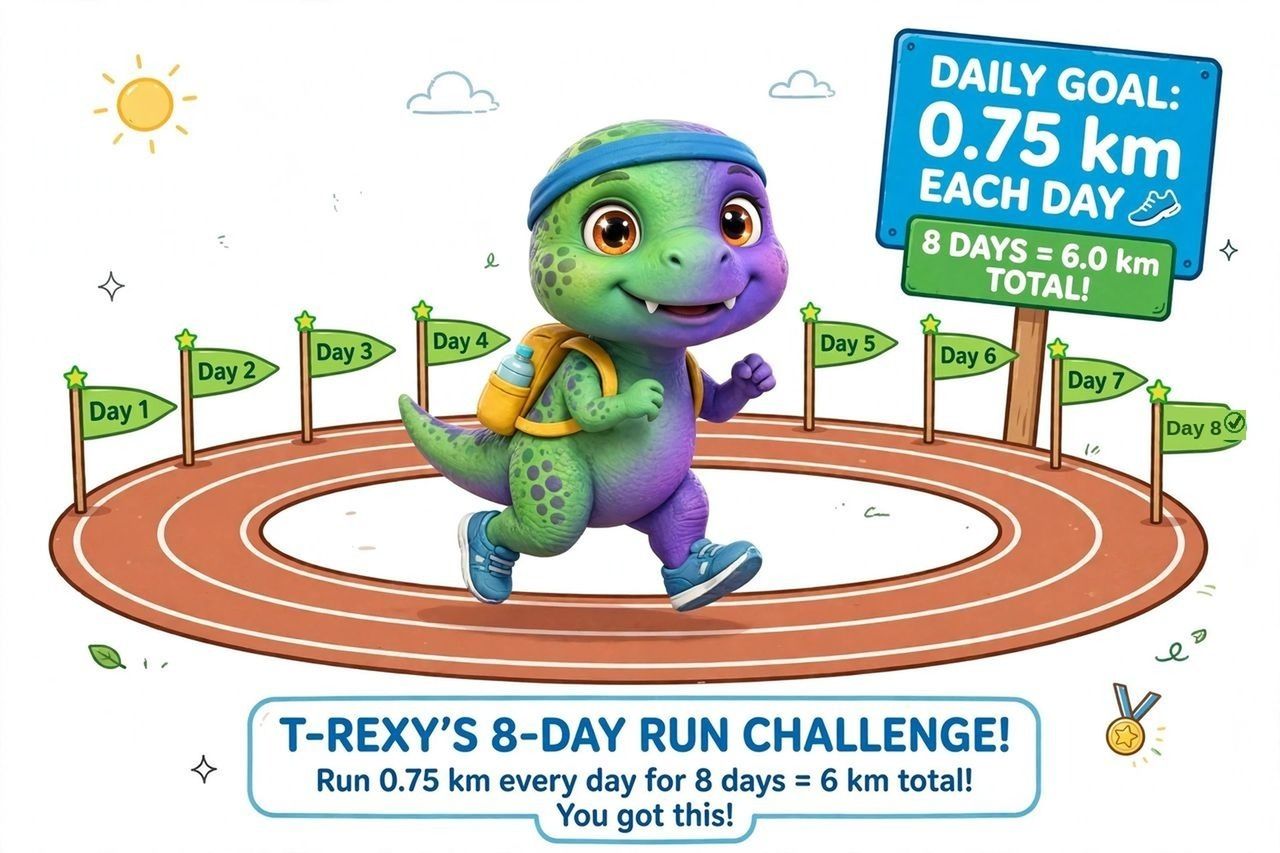 DAILY GOAL:
0.75 km
EACH DAY
8 DAYS = 6.0 km
TOTAL!
Day 1
Day 2
Day 3
Day 4
Day 5
Day 6
Day 7
Day 8
T-REXY'S 8-DAY RUN CHALLENGE!
Run 0.75 km every day for 8 days = 6 km total!
You got this!